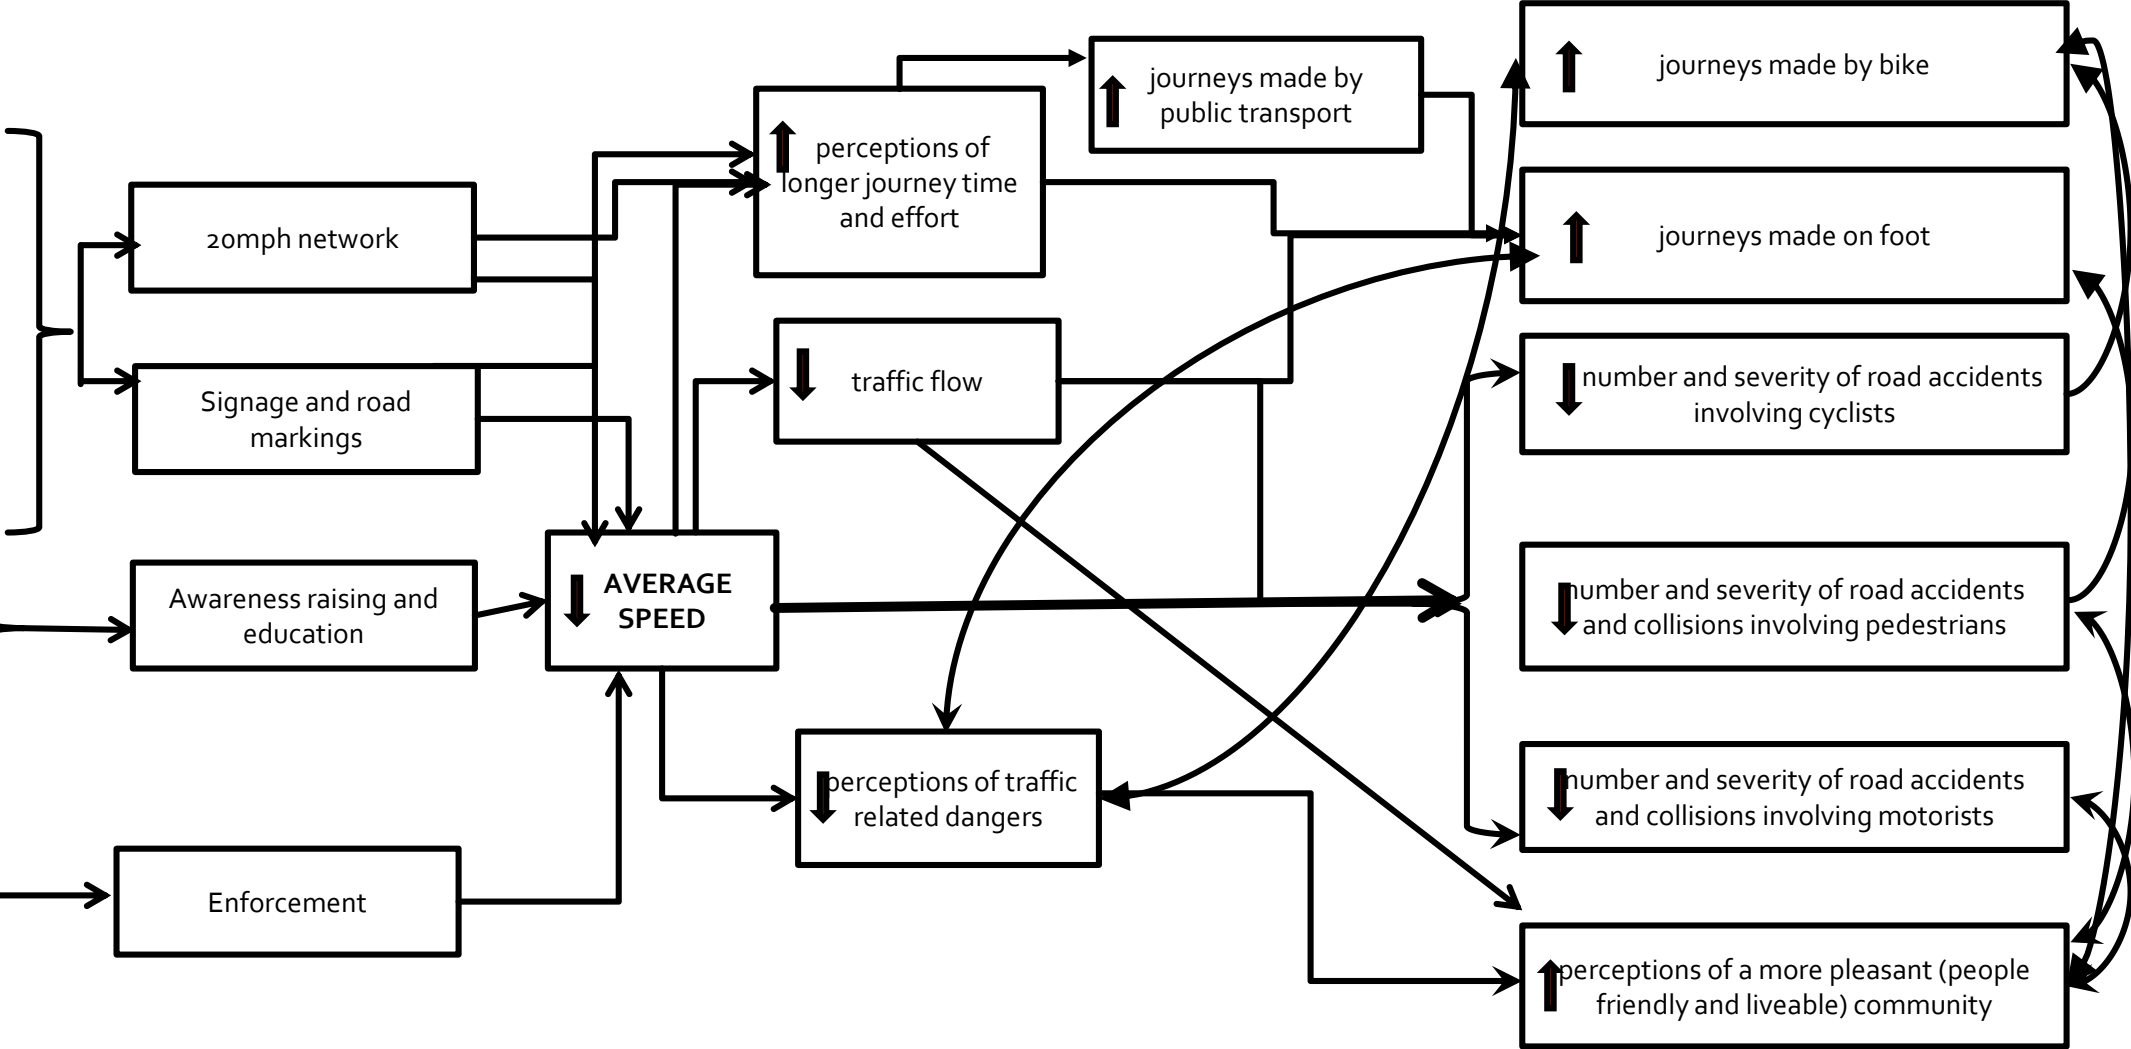 20mph network
Signage and road
markings
Awareness raising and
education
Enforcement
AVERAGE
SPEED
perceptions of
longer journey time
and effort
traffic flow
perceptions of traffic
related dangers
journeys made by
public transport
journeys made by bike
journeys made on foot
number and severity of road accidents
involving cyclists
number and severity of road accidents
and collisions involving pedestrians
number and severity of road accidents
and collisions involving motorists
perceptions of a more pleasant (people
friendly and liveable) community